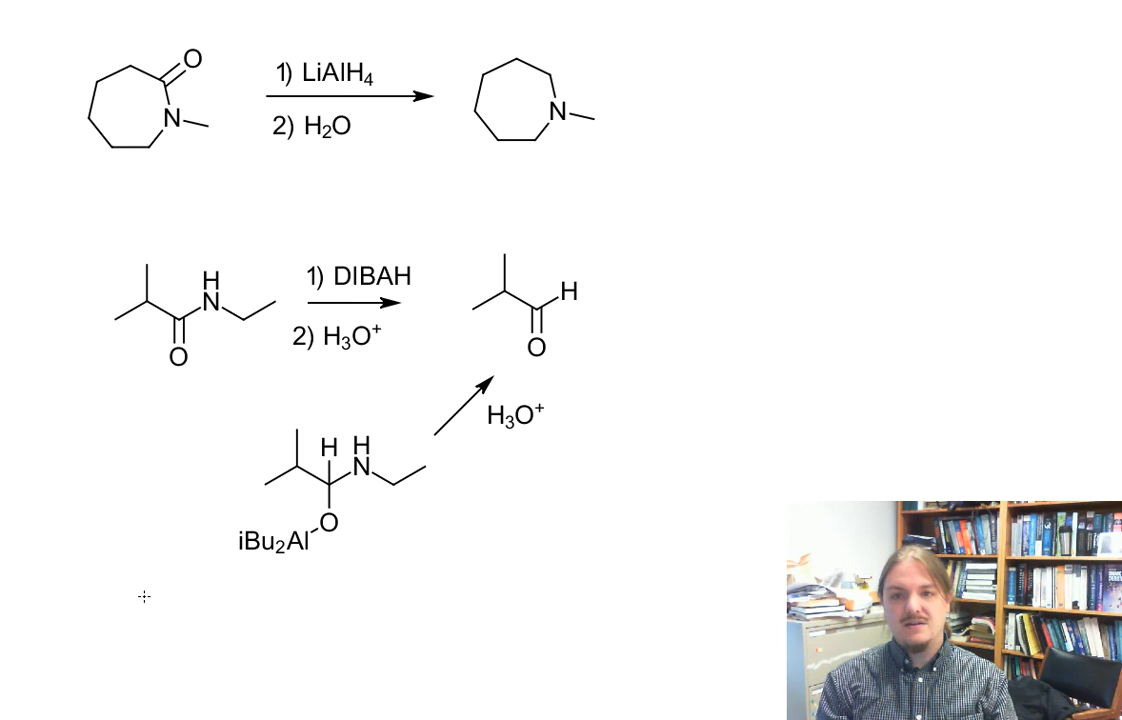 O
1) LiAlH₄
N
2) H₂O
N
H
N
O
1) DIBAH
2) H₃O⁺
H
O
H₃O⁺
H
H
N
O
iBu₂Al